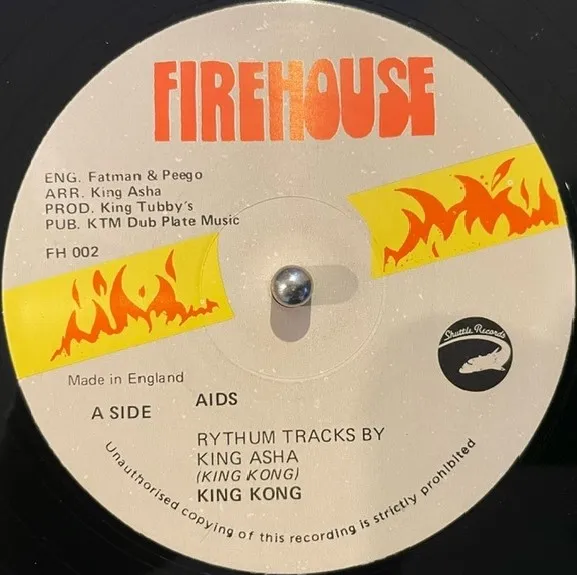 FIREHOUSE
ENG. Fatman & Peego
ARR. King Asha
PROD. King Tubby's
PUB. KTM Dub Plate Music
FH 002
Shuttle Records
Made in England
A SIDE
AIDS
RYTHUM TRACKS BY
KING ASHA
(KING KONG)
KING KONG
Unauthorised copying of this recording is strictly prohibited